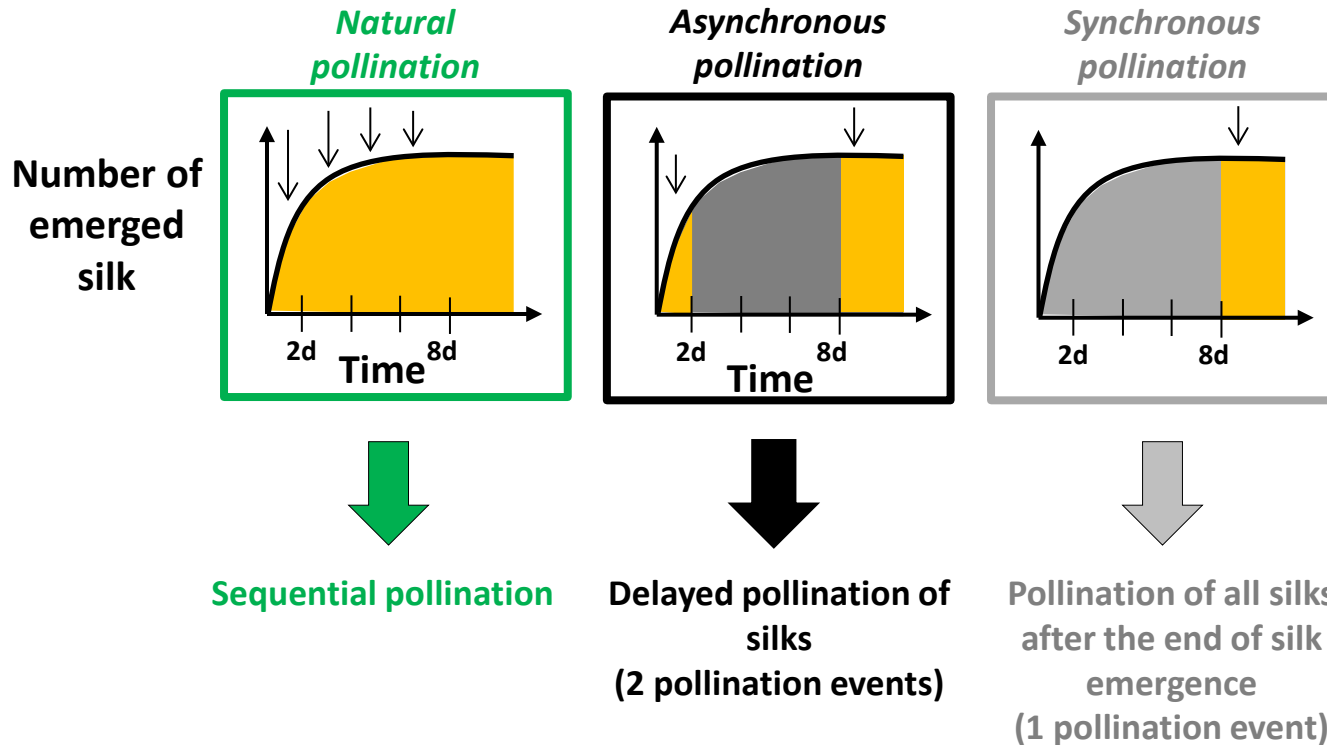 Natural
pollination
Asynchronous
pollination
Synchronous
pollination
Number of
emerged
silk
2d
8d
Time
2d
8d
Time
2d
8d
Sequential pollination
Delayed pollination of
silks
(2 pollination events)
Pollination of all silks
after the end of silk
emergence
(1 pollination event)